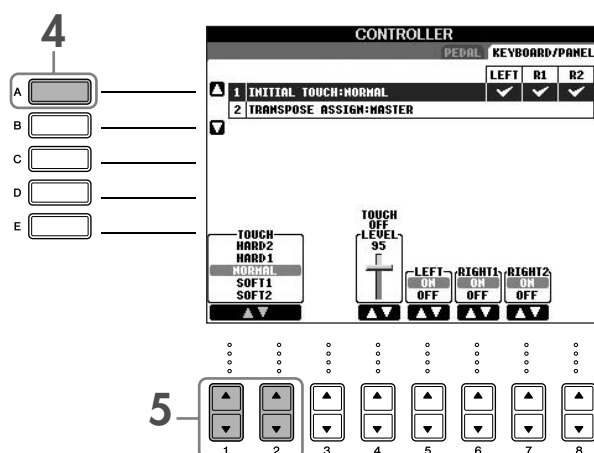 4
CONTROLLER
PEDAL KEYBOARD/PANEL
LEFT R1 R2
A
1 INITIAL TOUCH:NORMAL
B
2 TRANSPOSE ASSIGN:MASTER
C
D
E
TOUCH
HARD2
HARD1
NORMAL
SOFT1
SOFT2
TOUCH
OFF
LEVEL
95
LEFT
ON
OFF
RIGHT1
ON
OFF
RIGHT2
ON
OFF
5
1 2 3 4 5 6 7 8